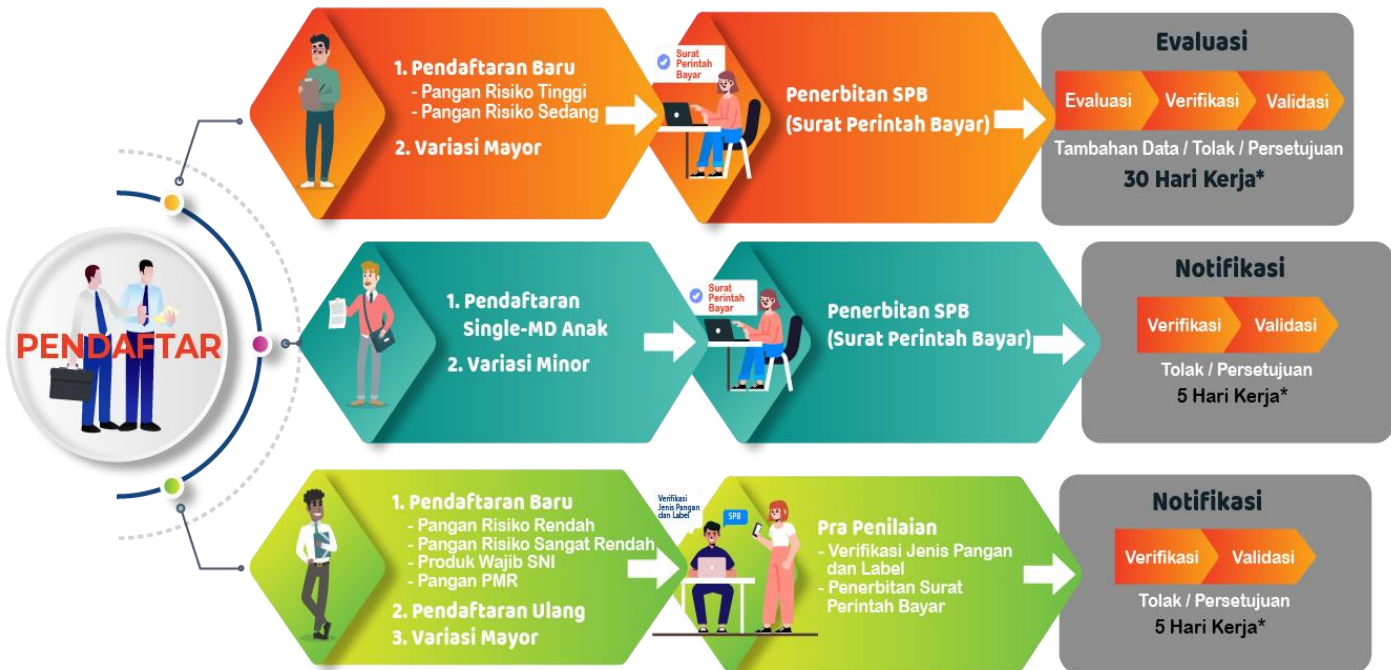 PENDAFTAR
1. Pendaftaran Baru
- Pangan Risiko Tinggi
- Pangan Risiko Sedang
2. Variasi Mayor
Surat
Perintah
Bayar
Penerbitan SPB
(Surat Perintah Bayar)
Evaluasi
Evaluasi
Verifikasi
Validasi
Tambahan Data / Tolak / Persetujuan
30 Hari Kerja*
1. Pendaftaran
Single-MD Anak
2. Variasi Minor
Surat
Perintah
Bayar
Penerbitan SPB
(Surat Perintah Bayar)
Notifikasi
Verifikasi
Validasi
Tolak / Persetujuan
5 Hari Kerja*
1. Pendaftaran Baru
- Pangan Risiko Rendah
- Pangan Risiko Sangat Rendah
- Produk Wajib SNI
- Pangan PMR
2. Pendaftaran Ulang
3. Variasi Mayor
Verifikasi
Jenis Pangan
dan Label
SPB
Pra Penilaian
- Verifikasi Jenis Pangan
dan Label
- Penerbitan Surat
Perintah Bayar
Notifikasi
Verifikasi
Validasi
Tolak / Persetujuan
5 Hari Kerja*